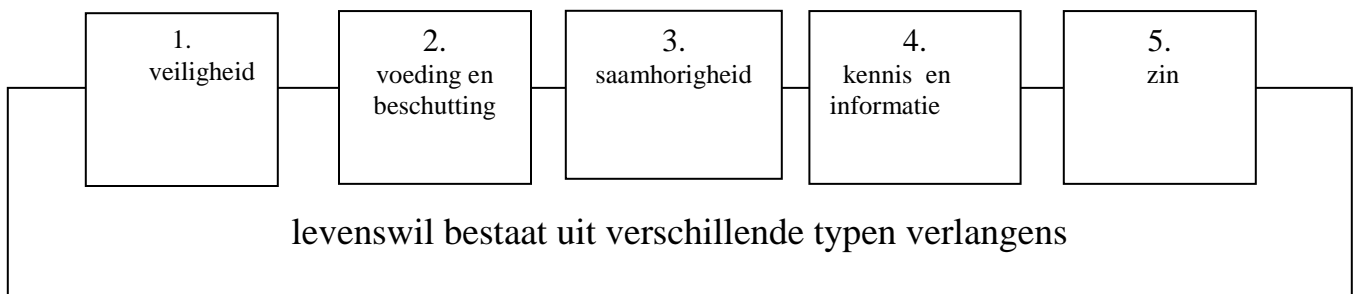 1.
veiligheid
2.
voeding en
beschutting
3.
saamhorigheid
4.
kennis en
informatie
5.
zin
levenswil bestaat uit verschillende typen verlangens